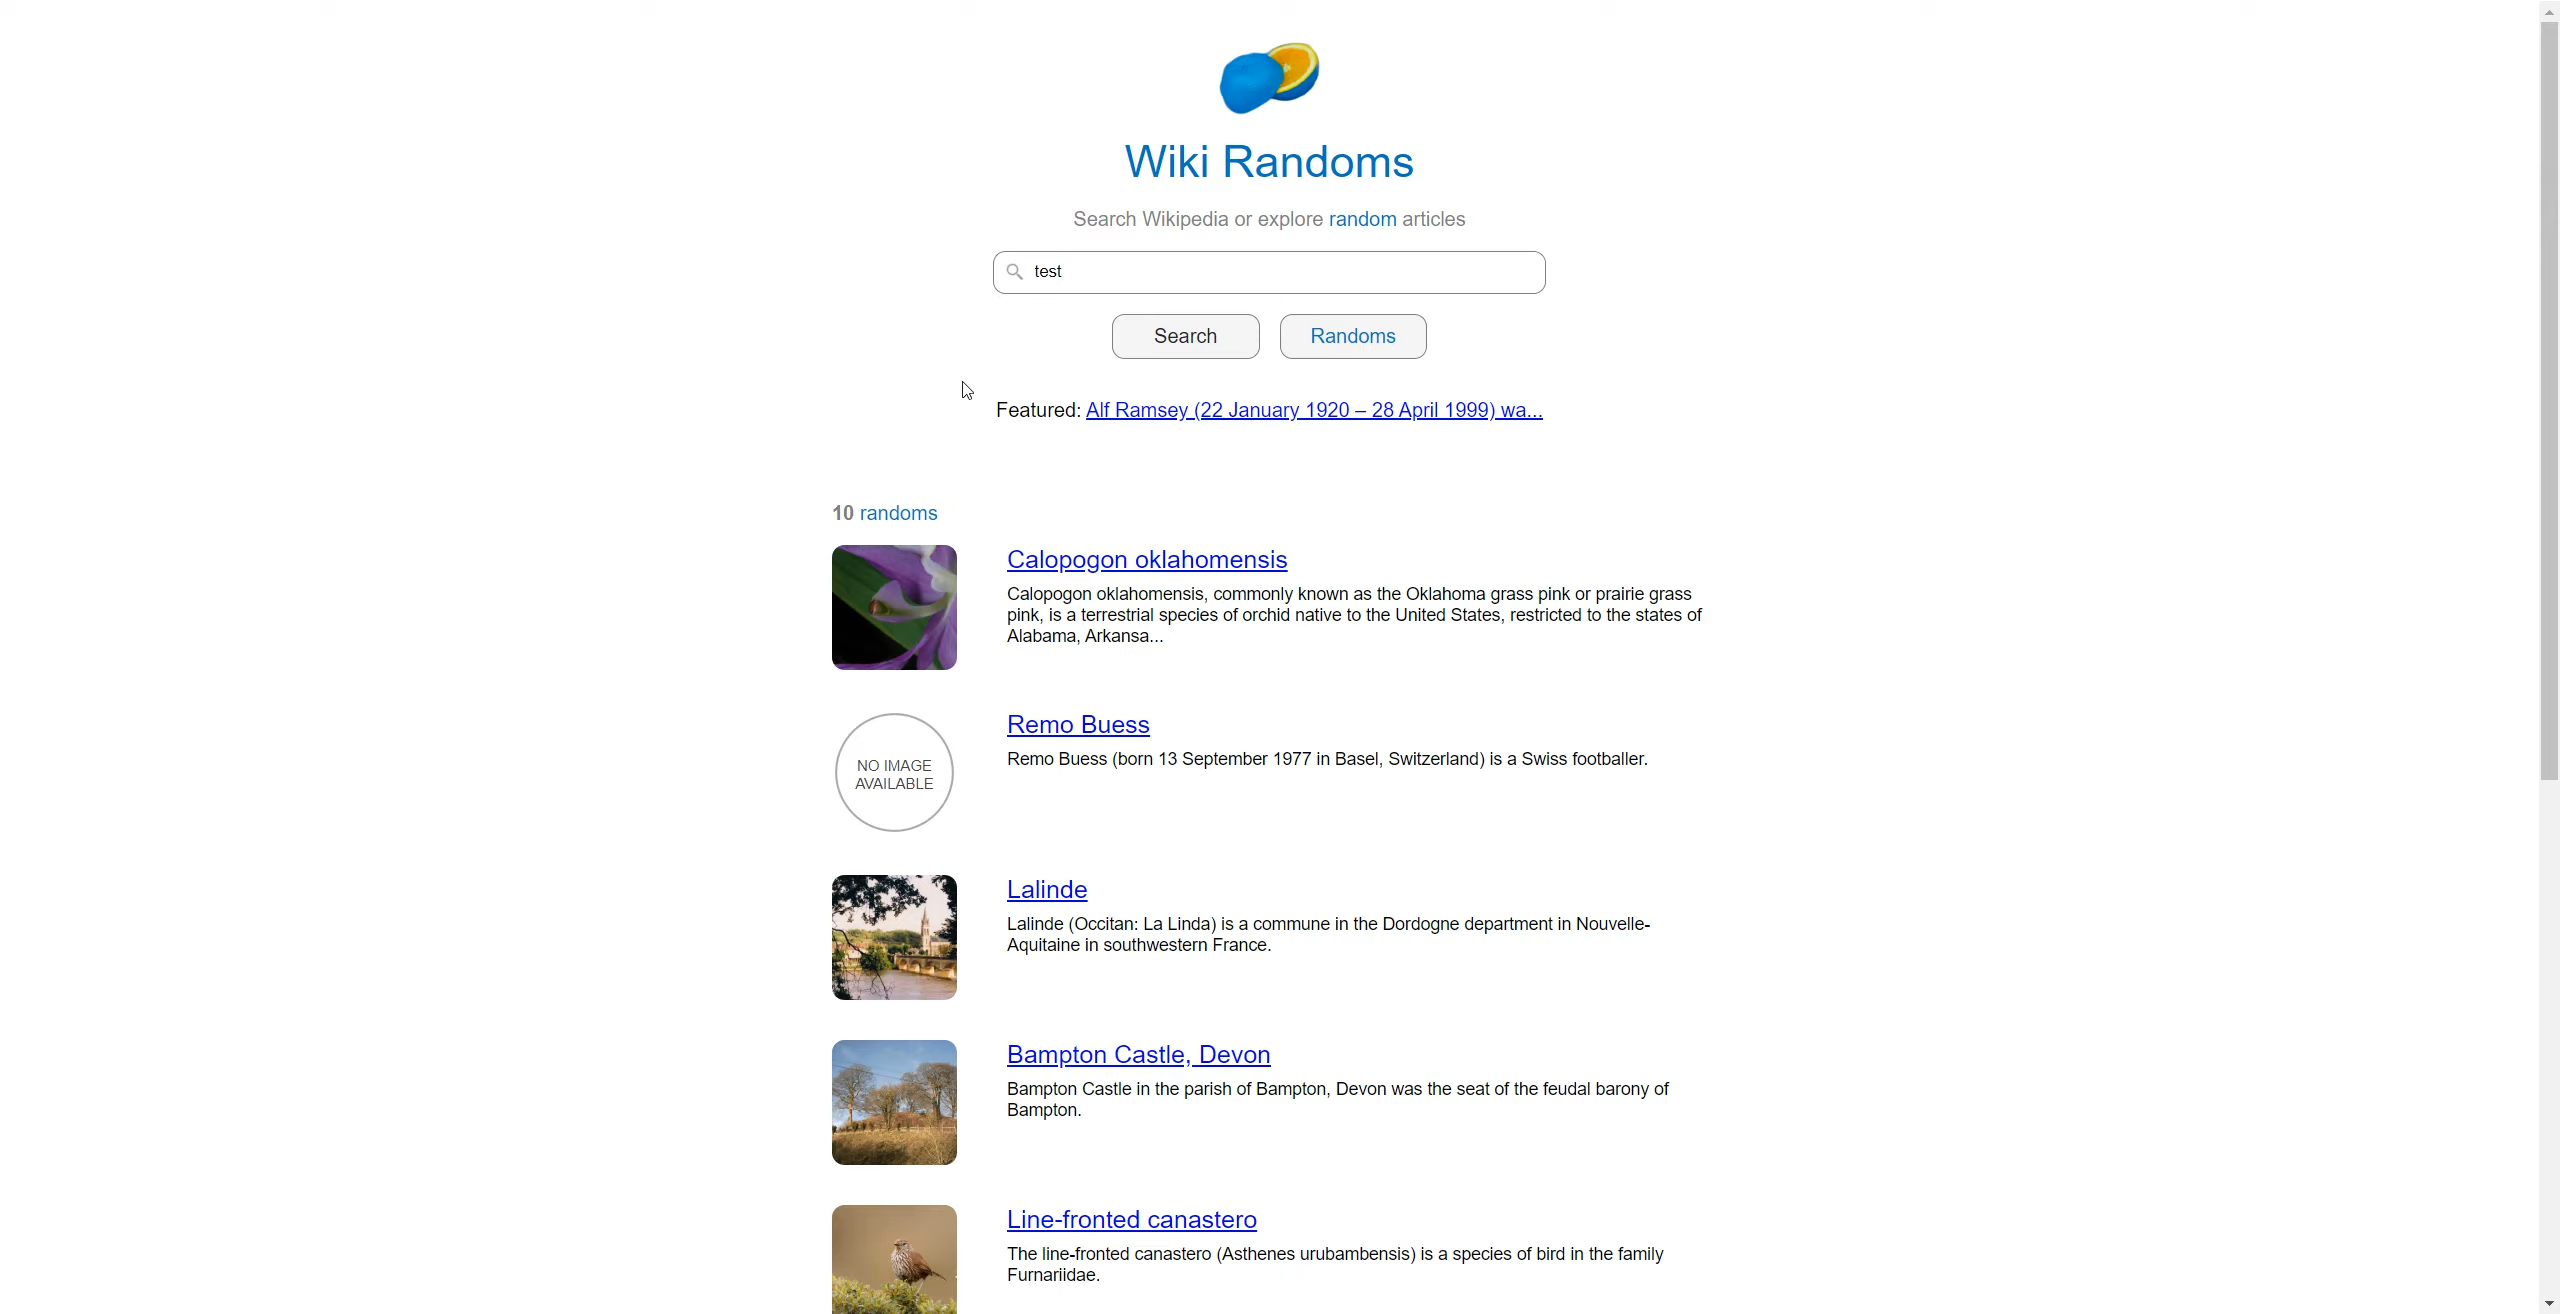 Wiki Randoms
Search Wikipedia or explore random articles
test
Search
Randoms
Featured: Alf Ramsey (22 January 1920 – 28 April 1999) wa...
10 randoms
Calopogon oklahomensis
Calopogon oklahomensis, commonly known as the Oklahoma grass pink or prairie grass
pink, is a terrestrial species of orchid native to the United States, restricted to the states of
Alabama, Arkansa...
NO IMAGE
AVAILABLE
Remo Buess
Remo Buess (born 13 September 1977 in Basel, Switzerland) is a Swiss footballer.
Lalinde
Lalinde (Occitan: La Linda) is a commune in the Dordogne department in Nouvelle-
Aquitaine in southwestern France.
Bampton Castle, Devon
Bampton Castle in the parish of Bampton, Devon was the seat of the feudal barony of
Bampton.
Line-fronted canastero
The line-fronted canastero (Asthenes urubambensis) is a species of bird in the family
Furnariidae.